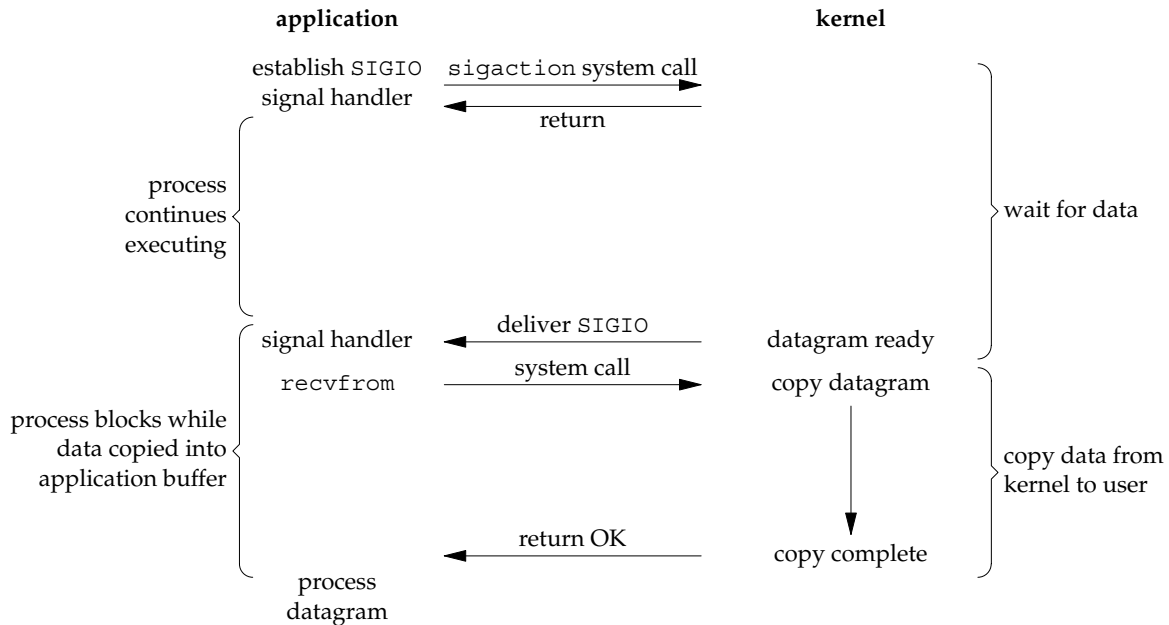 application
kernel
establish SIGIO
signal handler
sigaction system call
return
process
continues
executing
wait for data
signal handler
deliver SIGIO
datagram ready
recvfrom
system call
copy datagram
process blocks while
data copied into
application buffer
copy data from
kernel to user
return OK
copy complete
process
datagram